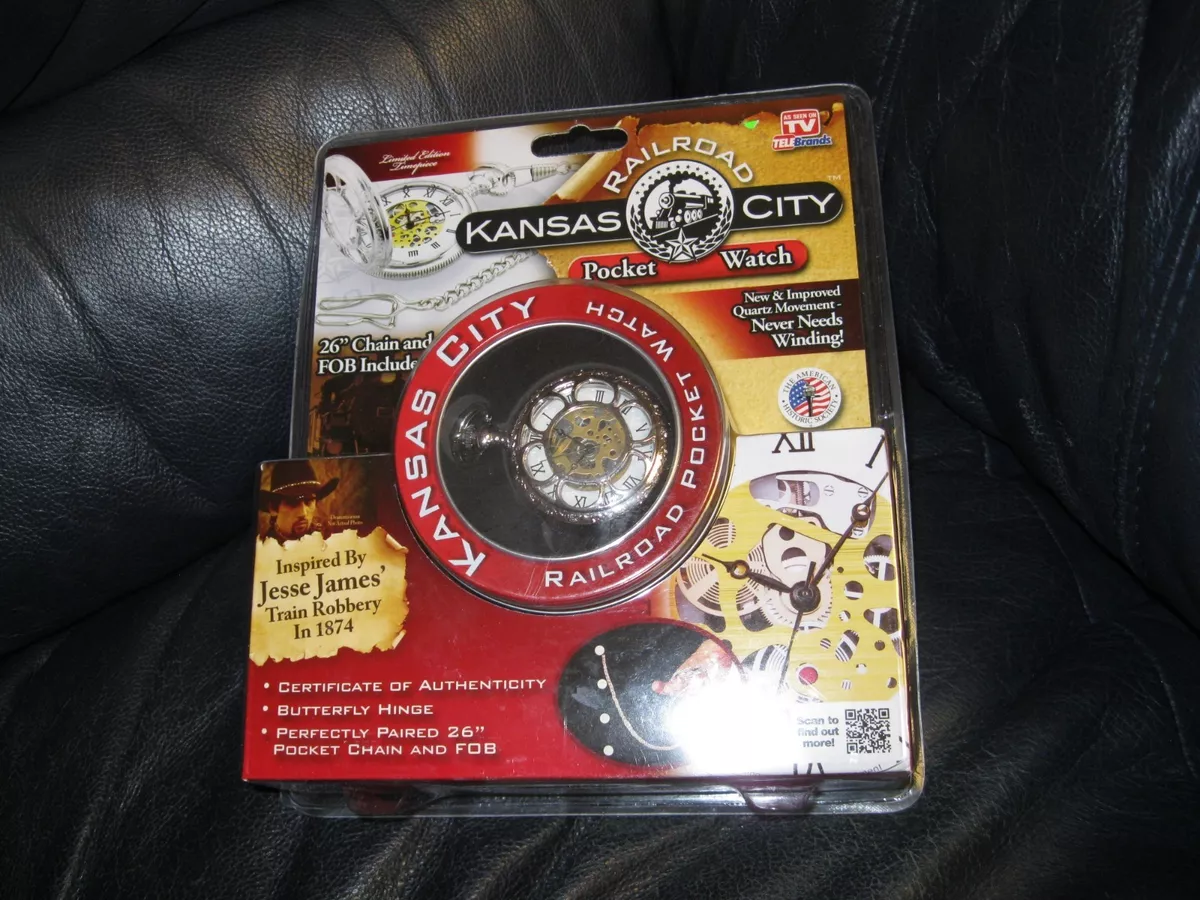 AS SEEN ON
TV
TELEBrands
Limited Edition
Timepiece
RAILROAD
KANSAS CITY™
Pocket Watch
New & Improved
Quartz Movement -
Never Needs
Winding!
26" Chain and
FOB Include
THE AMERICAN
HISTORIC SOCIETY
KANSAS CITY
RAILROAD POCKET WATCH
Inspired By
Jesse James'
Train Robbery
In 1874
• CERTIFICATE OF AUTHENTICITY
• BUTTERFLY HINGE
• PERFECTLY PAIRED 26"
POCKET CHAIN AND FOB
XII
I
Scan to
find out
more!